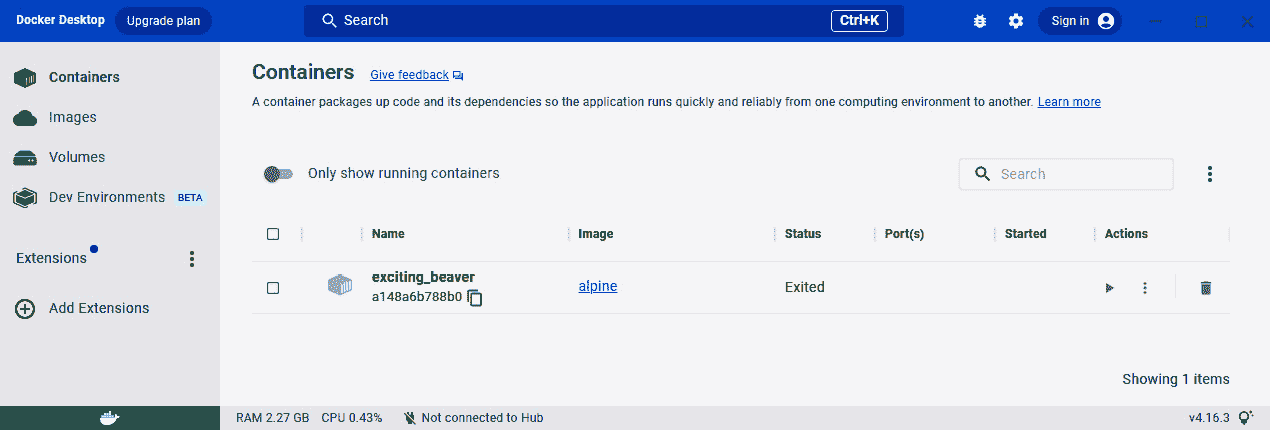 Docker Desktop Upgrade plan Search Ctrl+K Sign in
Containers
Images
Volumes
Dev Environments BETA
Extensions
Add Extensions
Containers Give feedback
A container packages up code and its dependencies so the application runs quickly and reliably from one computing environment to another. Learn more
Only show running containers Search
Name Image Status Port(s) Started Actions
exciting_beaver alpine Exited
a148a6b788b0
Showing 1 items
RAM 2.27 GB CPU 0.43% Not connected to Hub v4.16.3